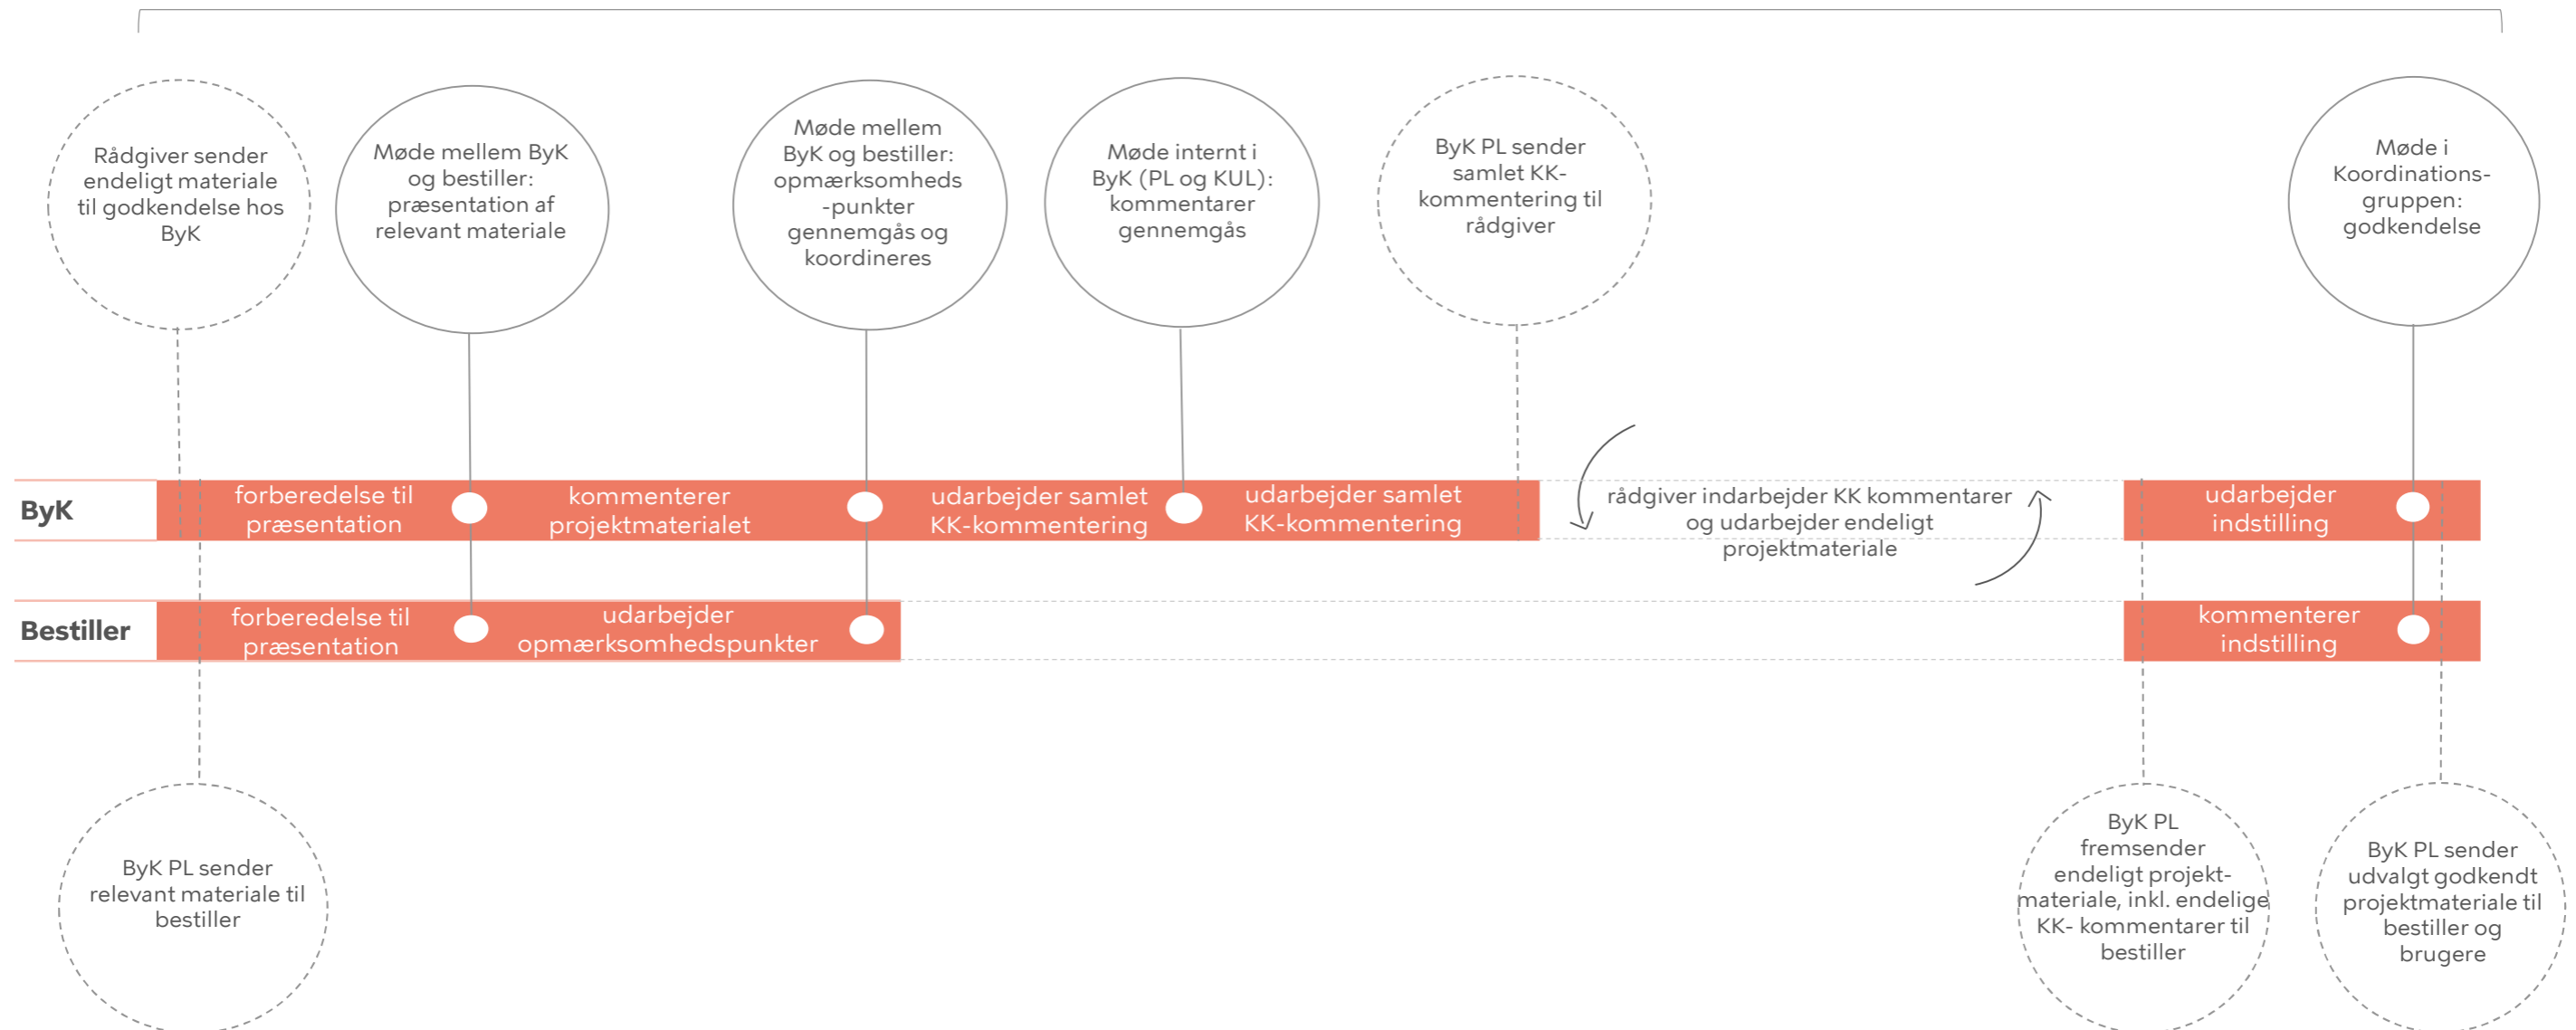 Rådgiver sender
endeligt materiale
til godkendelse hos
ByK
Møde mellem ByK
og bestiller:
præsentation af
relevant materiale
Møde mellem
ByK og bestiller:
opmærksomheds
-punkter
gennemgås og
koordineres
Møde internt i
ByK (PL og KUL):
kommentarer
gennemgås
ByK PL sender
samlet KK-
kommentering til
rådgiver
Møde i
Koordinations-
gruppen:
godkendelse
ByK
forberedelse til
præsentation
kommenterer
projektmaterialet
udarbejder samlet
KK-kommentering
udarbejder samlet
KK-kommentering
rådgiver indarbejder KK kommentarer
og udarbejder endeligt
projektmateriale
udarbejder
indstilling
Bestiller
forberedelse til
præsentation
udarbejder
opmærksomhedspunkter
kommenterer
indstilling
ByK PL sender
relevant materiale til
bestiller
ByK PL
fremsender
endeligt projekt-
materiale, inkl. endelige
KK- kommentarer til
bestiller
ByK PL sender
udvalgt godkendt
projektmateriale til
bestiller og
brugere